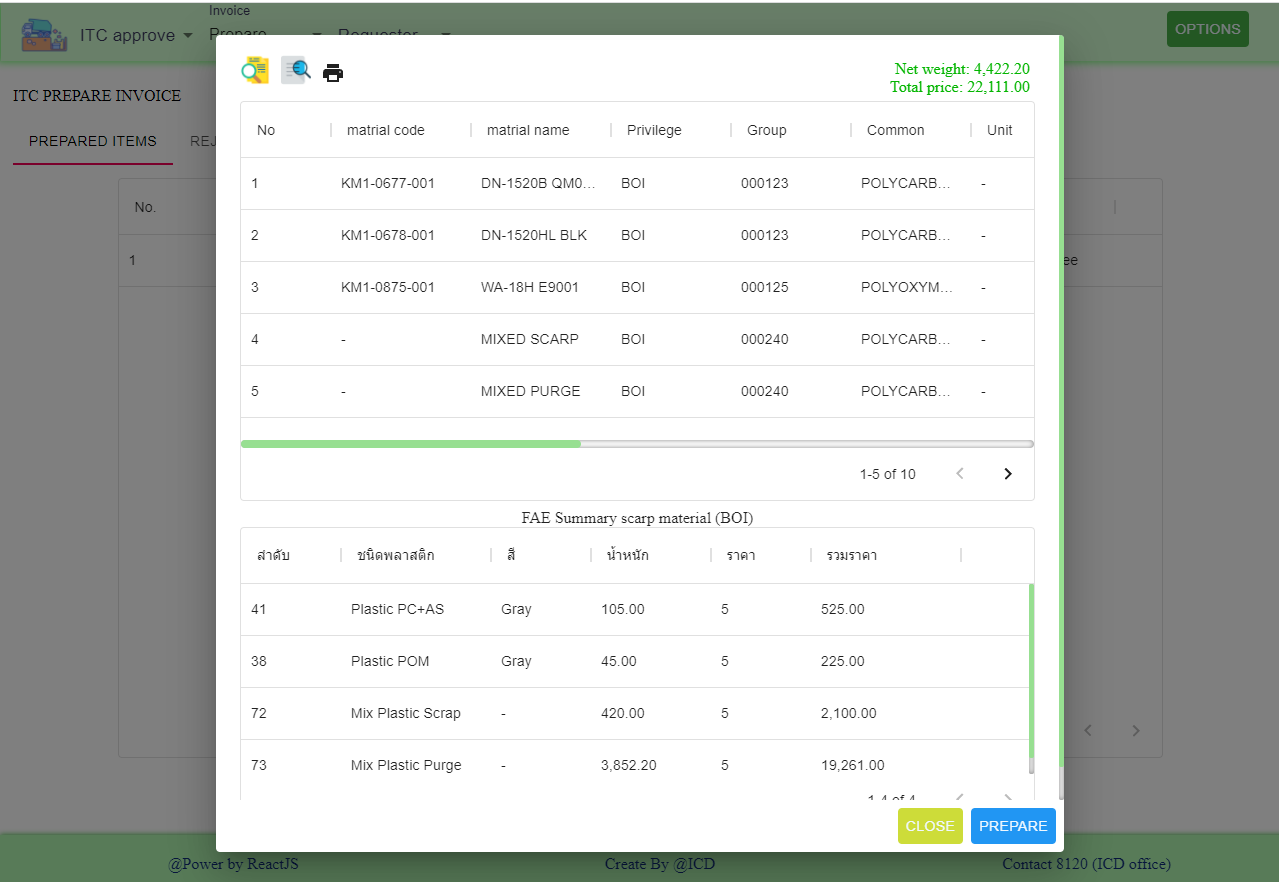 Invoice
ITC approve Prepare Requester
OPTIONS
Net weight: 4,422.20
Total price: 22,111.00
ITC PREPARE INVOICE
PREPARED ITEMS REJ
No.
1
ee
No matrial code matrial name Privilege Group Common Unit
1 KM1-0677-001 DN-1520B QM0... BOI 000123 POLYCARB... -
2 KM1-0678-001 DN-1520HL BLK BOI 000123 POLYCARB... -
3 KM1-0875-001 WA-18H E9001 BOI 000125 POLYOXYM... -
4 - MIXED SCARP BOI 000240 POLYCARB... -
5 - MIXED PURGE BOI 000240 POLYCARB... -
1-5 of 10
FAE Summary scarp material (BOI)
ลำดับ ชนิดพลาสติก สี น้ำหนัก ราคา รวมราคา
41 Plastic PC+AS Gray 105.00 5 525.00
38 Plastic POM Gray 45.00 5 225.00
72 Mix Plastic Scrap - 420.00 5 2,100.00
73 Mix Plastic Purge - 3,852.20 5 19,261.00
1-4 of 4
CLOSE PREPARE
@Power by ReactJS Create By @ICD Contact 8120 (ICD office)